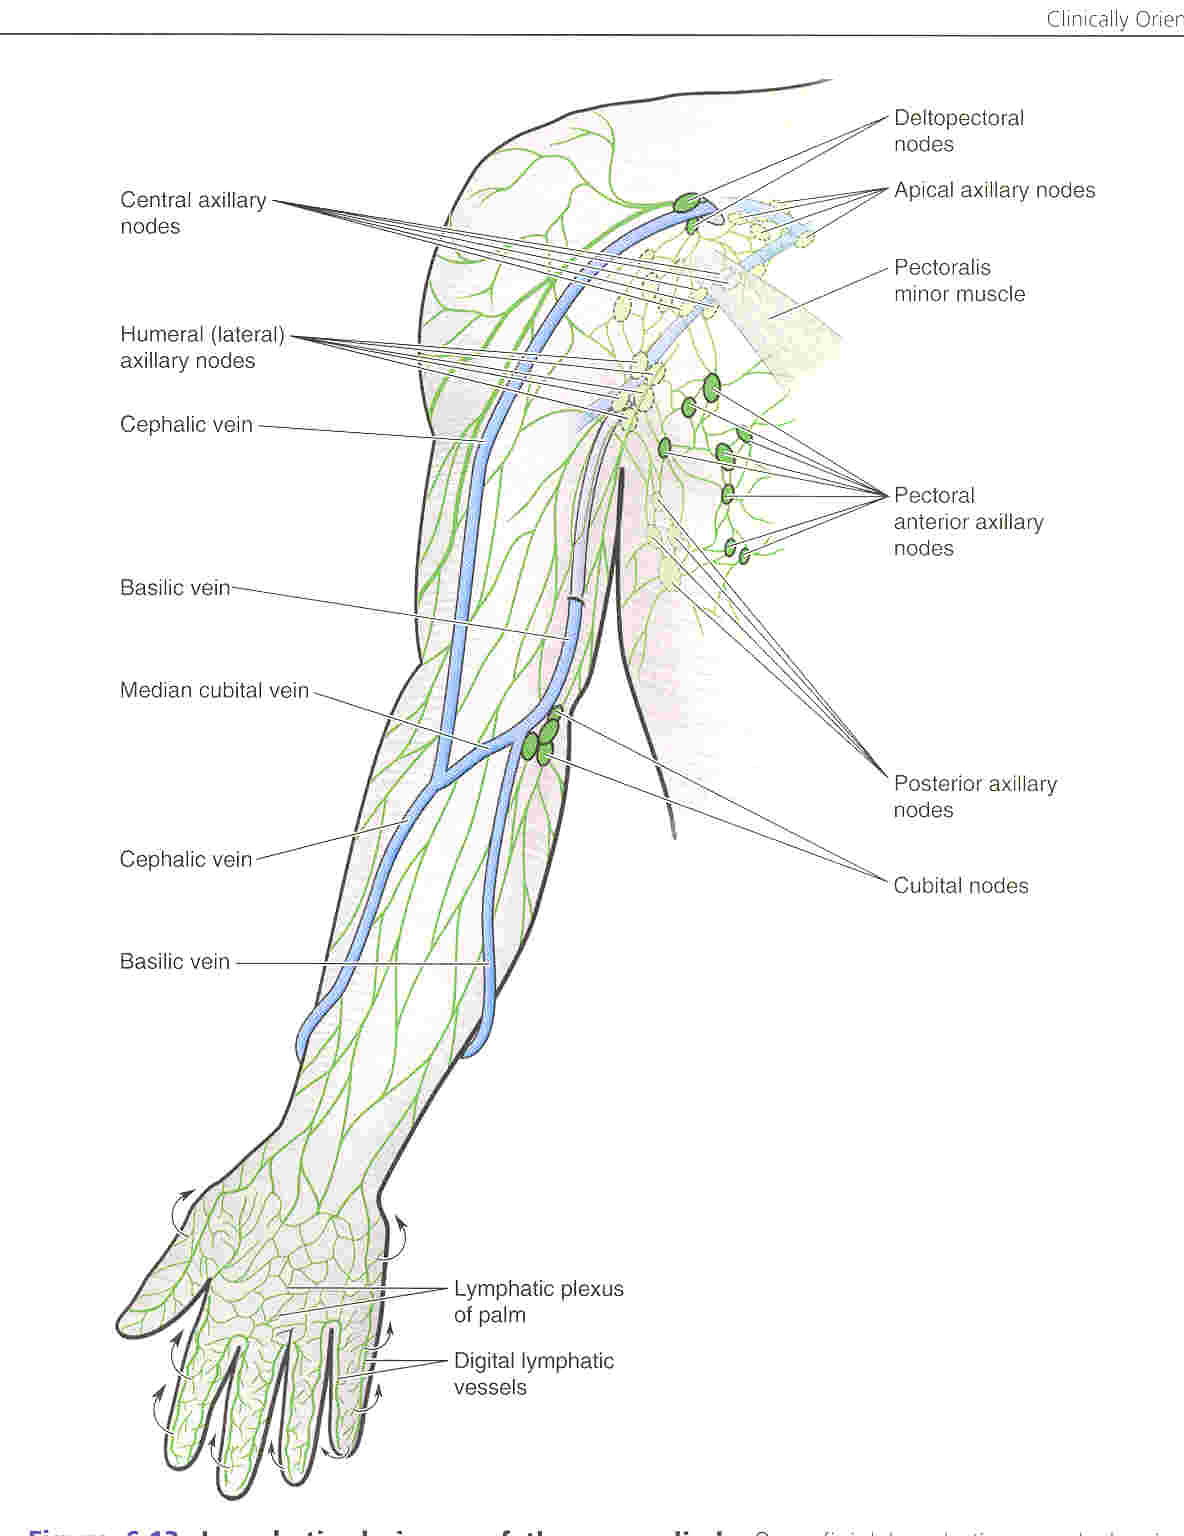 Clinically Orien
Deltopectoral
nodes
Apical axillary nodes
Central axillary
nodes
Pectoralis
minor muscle
Humeral (lateral)
axillary nodes
Cephalic vein
Pectoral
anterior axillary
nodes
Basilic vein
Median cubital vein
Posterior axillary
nodes
Cephalic vein
Cubital nodes
Basilic vein
Lymphatic plexus
of palm
Digital lymphatic
vessels